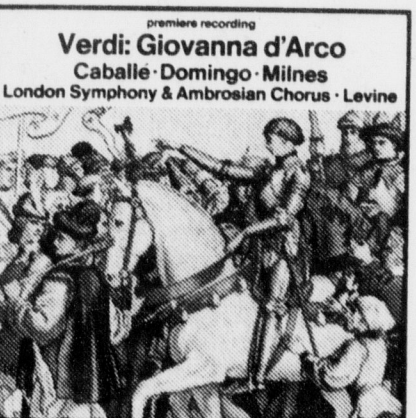 premiere recording
Verdi: Giovanna d'Arco
Caballé · Domingo · Milnes
London Symphony & Ambrosian Chorus · Levine